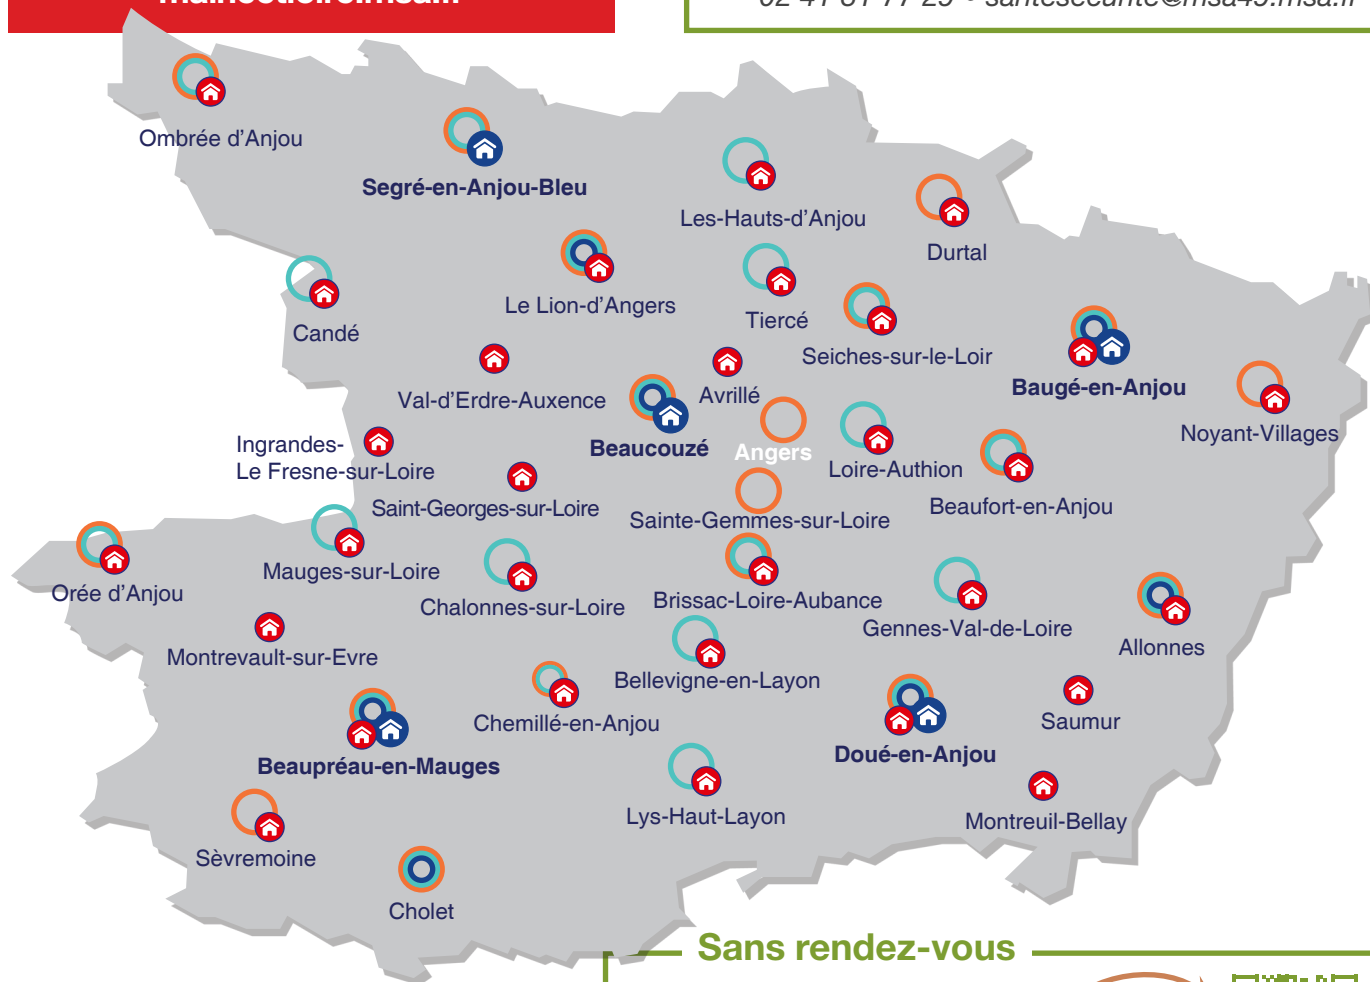 Ombrée d'Anjou
Segré-en-Anjou-Bleu
Les-Hauts-d'Anjou
Durtal
Le Lion-d'Angers
Tiercé
Candé
Seiches-sur-le-Loir
Baugé-en-Anjou
Val-d'Erdre-Auxence
Avrillé
Noyant-Villages
Ingrandes-
Le Fresne-sur-Loire
Beaucouzé
Angers
Loire-Authion
Saint-Georges-sur-Loire
Sainte-Gemmes-sur-Loire
Beaufort-en-Anjou
Mauges-sur-Loire
Orée d'Anjou
Chalonnes-sur-Loire
Brissac-Loire-Aubance
Gennes-Val-de-Loire
Allonnes
Montrevault-sur-Evre
Bellevigne-en-Layon
Chemillé-en-Anjou
Saumur
Beaupréau-en-Mauges
Doué-en-Anjou
Lys-Haut-Layon
Montreuil-Bellay
Sèvremoine
Cholet
Sans rendez-vous